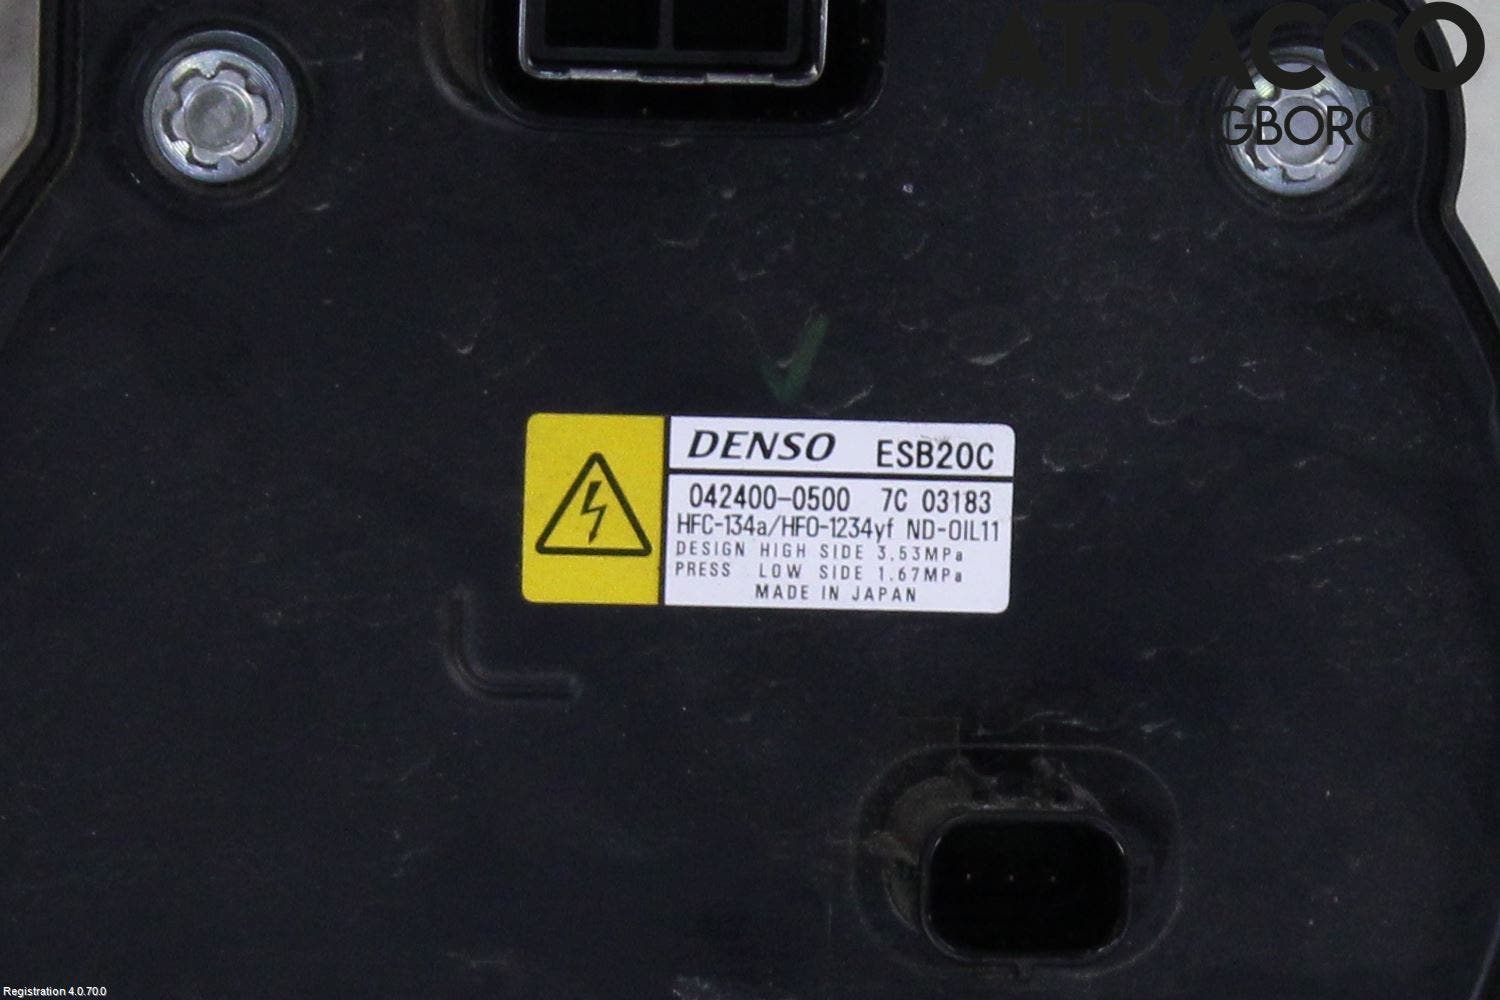 ATRACCO
HELSINGBORG
DENSO ESB20C
042400-0500 7C 03183
HFC-134a/HFO-1234yf ND-OIL11
DESIGN HIGH SIDE 3.53MPa
PRESS LOW SIDE 1.67MPa
MADE IN JAPAN
Registration 4.0.70.0